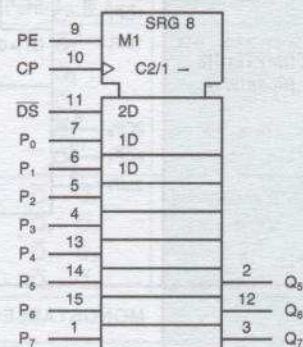 SRG 8
PE 9 M1
CP 10 C2/1 –
D̅S̅ 11 2D
P₀ 7 1D
P₁ 6 1D
P₂ 5
P₃ 4
P₄ 13
P₅ 14 2 Q₅
P₆ 15 12 Q₆
P₇ 1 3 Q₇